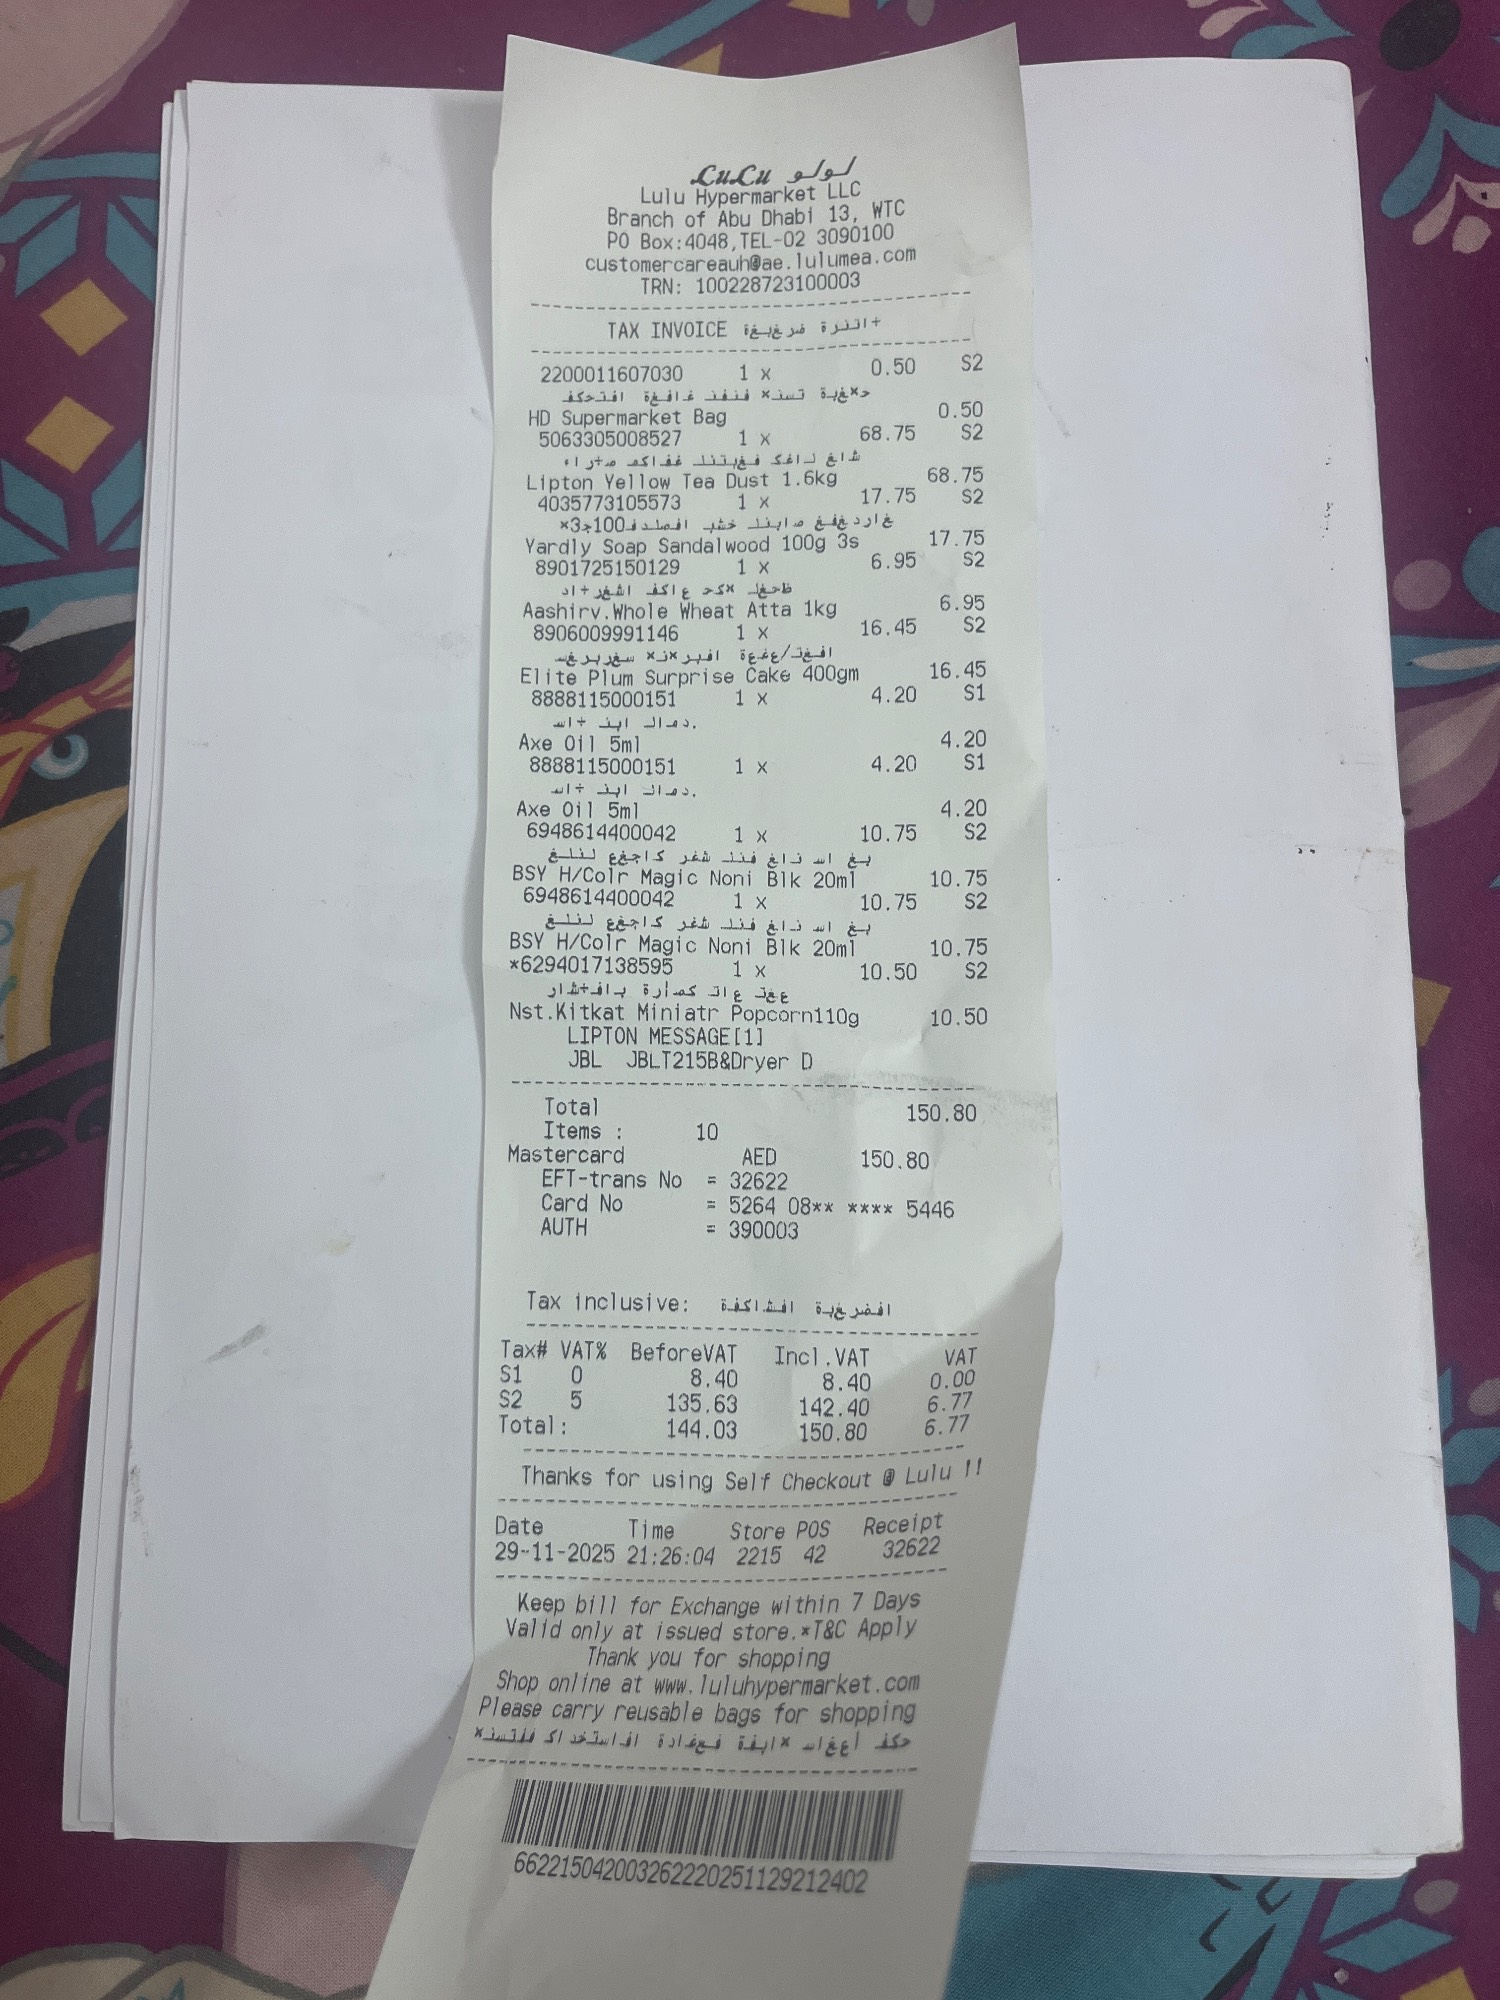 LuLu لولو
Lulu Hypermarket LLC
Branch of Abu Dhabi 13, WTC
PO Box:4048,TEL-02 3090100
customercareauh@ae.lulumea.com
TRN: 100228723100003
TAX INVOICE
2200011607030 1 x 0.50 S2
HD Supermarket Bag 0.50
5063305008527 1 x 68.75 S2
Lipton Yellow Tea Dust 1.6kg 68.75
4035773105573 1 x 17.75 S2
Yardly Soap Sandalwood 100g 3s 17.75
8901725150129 1 x 6.95 S2
Aashirv.Whole Wheat Atta 1kg 6.95
8906009991146 1 x 16.45 S2
Elite Plum Surprise Cake 400gm 16.45
8888115000151 1 x 4.20 S1
Axe Oil 5ml 4.20
8888115000151 1 x 4.20 S1
Axe Oil 5ml 4.20
6948614400042 1 x 10.75 S2
BSY H/Colr Magic Noni Blk 20ml 10.75
6948614400042 1 x 10.75 S2
BSY H/Colr Magic Noni Blk 20ml 10.75
*6294017138595 1 x 10.50 S2
Nst.Kitkat Miniatr Popcorn110g 10.50
LIPTON MESSAGE[1]
JBL JBLT215B&Dryer D
Total 150.80
Items : 10
Mastercard AED 150.80
EFT-trans No = 32622
Card No = 5264 08** **** 5446
AUTH = 390003
Tax inclusive:
Tax# VAT% BeforeVAT Incl.VAT VAT
S1 0 8.40 8.40 0.00
S2 5 135.63 142.40 6.77
Total: 144.03 150.80 6.77
Thanks for using Self Checkout @ Lulu !!
Date Time Store POS Receipt
29-11-2025 21:26:04 2215 42 32622
Keep bill for Exchange within 7 Days
Valid only at issued store.*T&C Apply
Thank you for shopping
Shop online at www.luluhypermarket.com
Please carry reusable bags for shopping
662215042003262220251129212402